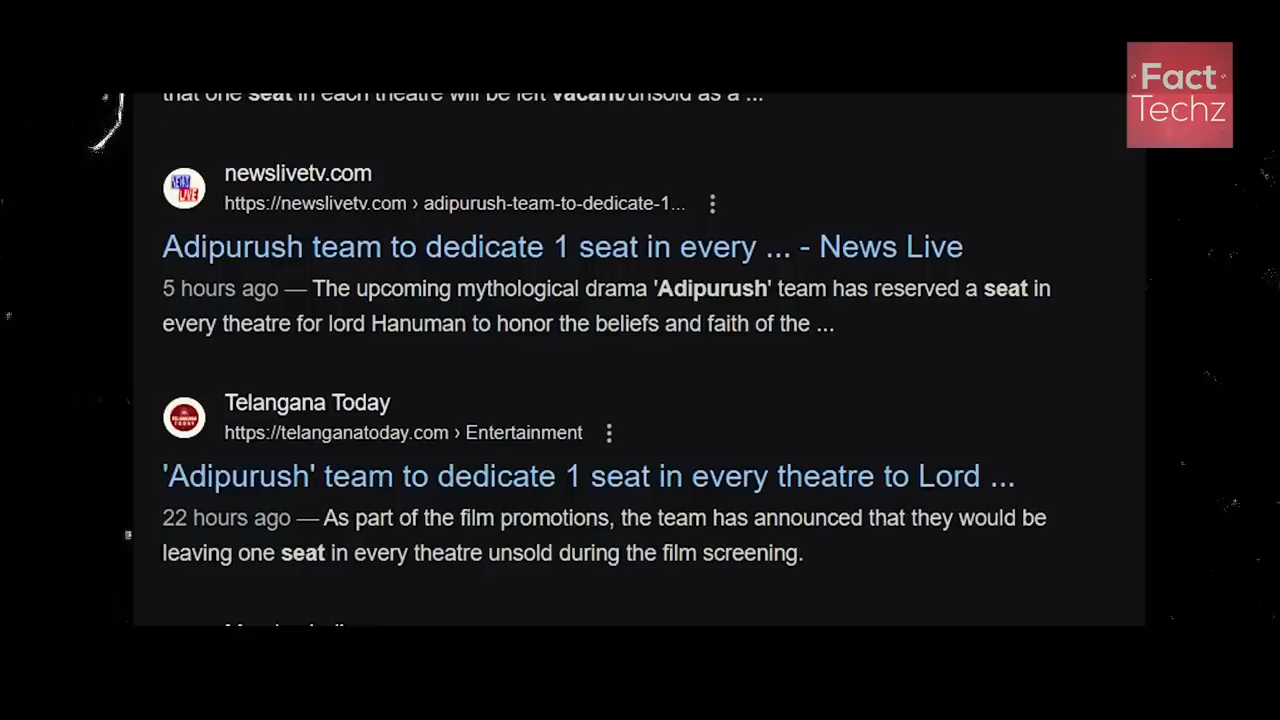 Fact
Techz
that one seat in each theatre will be left vacant/unsold as a ...
newslivetv.com
https://newslivetv.com › adipurush-team-to-dedicate-1...
Adipurush team to dedicate 1 seat in every ... - News Live
5 hours ago — The upcoming mythological drama 'Adipurush' team has reserved a seat in
every theatre for lord Hanuman to honor the beliefs and faith of the ...
Telangana Today
https://telanganatoday.com › Entertainment
'Adipurush' team to dedicate 1 seat in every theatre to Lord ...
22 hours ago — As part of the film promotions, the team has announced that they would be
leaving one seat in every theatre unsold during the film screening.